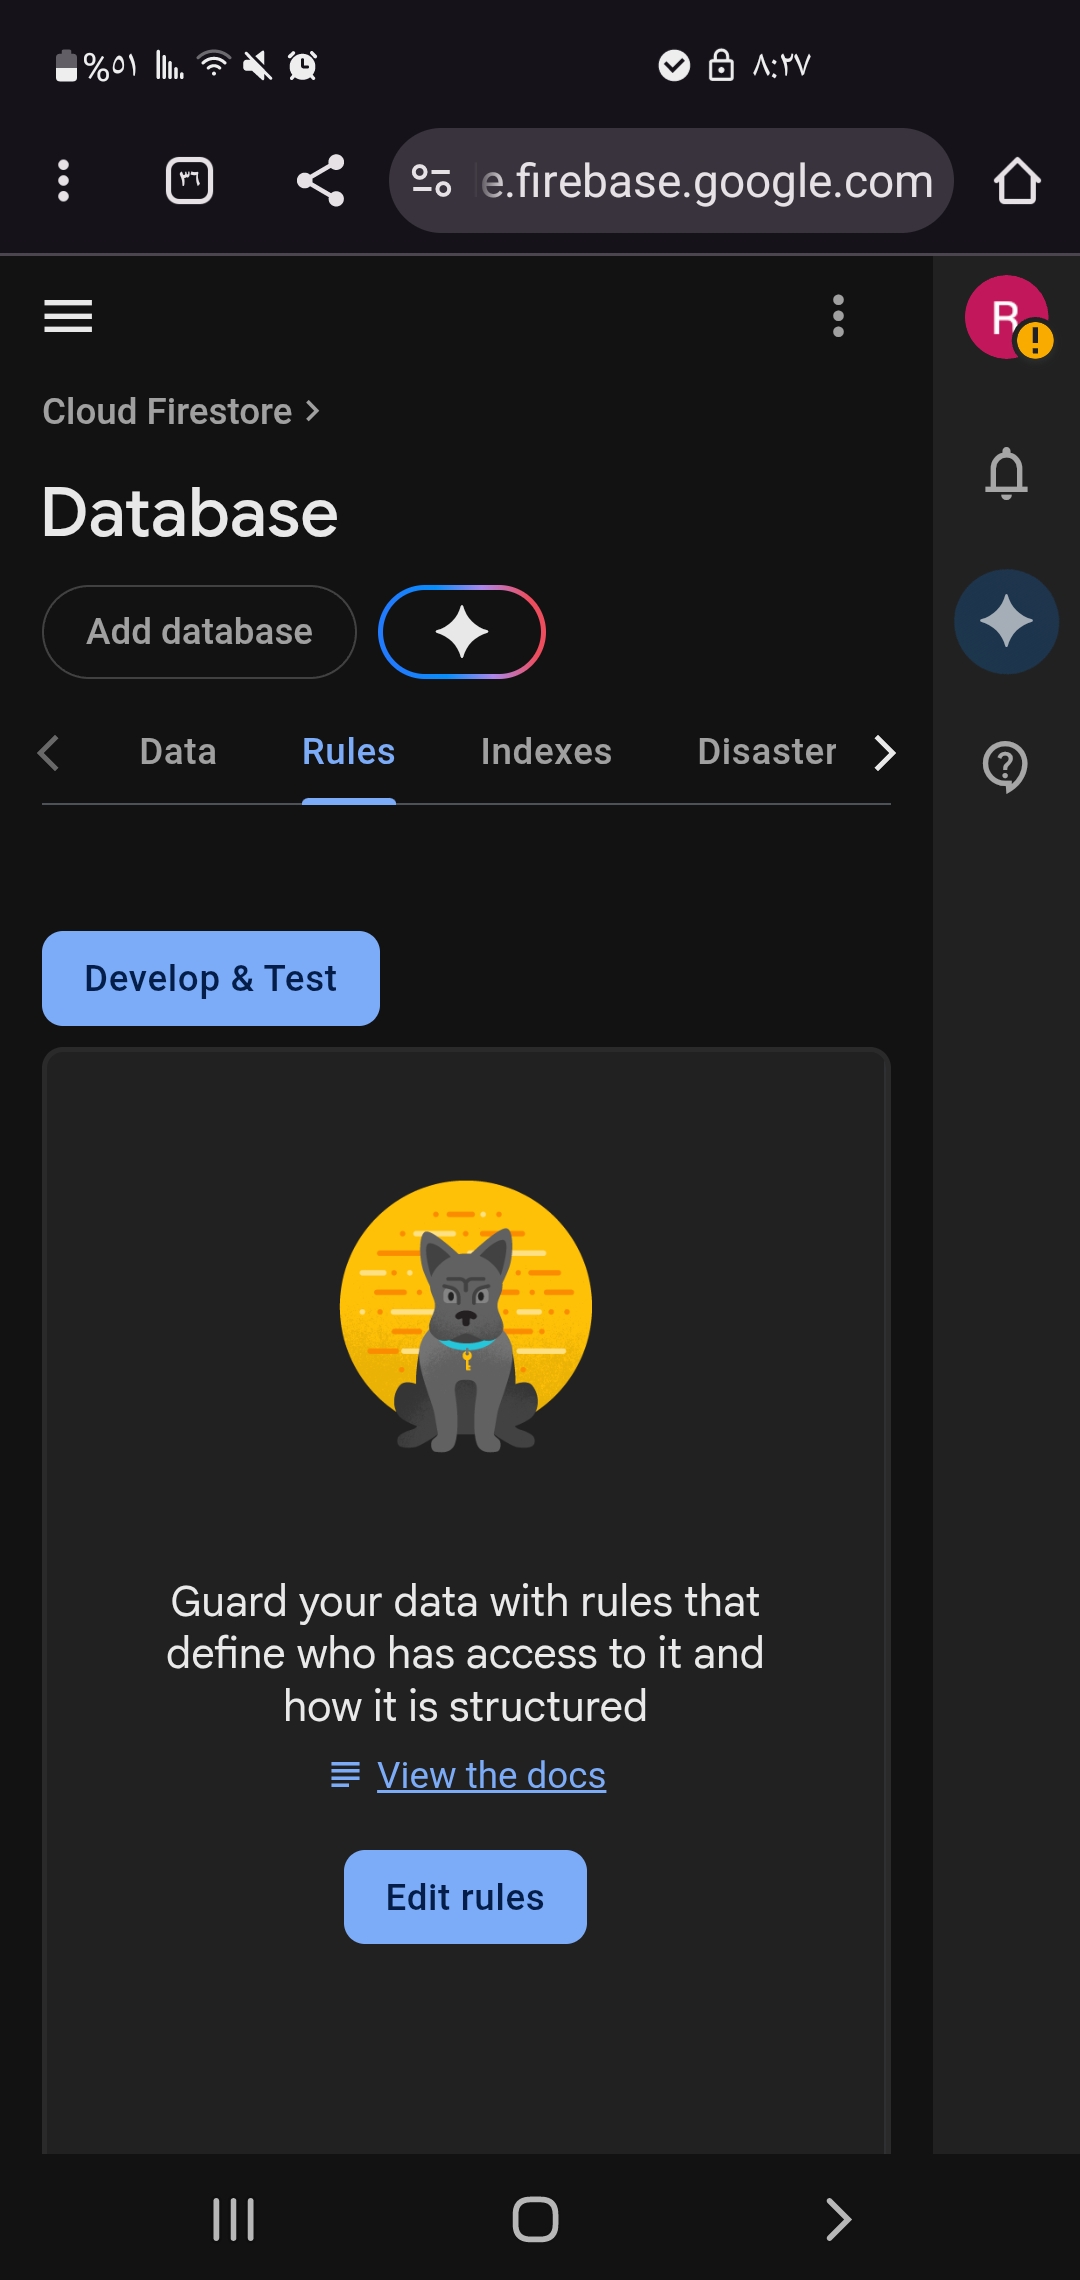 %٥١
٨:٢٧
٣٦
e.firebase.google.com
R
Cloud Firestore
Database
Add database
Data Rules Indexes Disaster
Develop & Test
Guard your data with rules that
define who has access to it and
how it is structured
View the docs
Edit rules